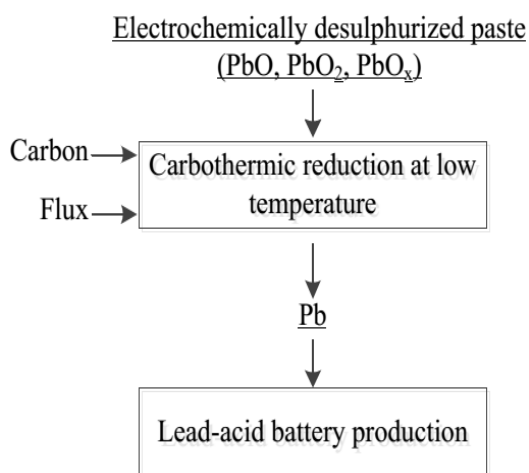 Electrochemically desulphurized paste
(PbO, PbO₂, PbOₓ)
Carbon
Carbothermic reduction at low
temperature
Flux
Pb
Lead-acid battery production